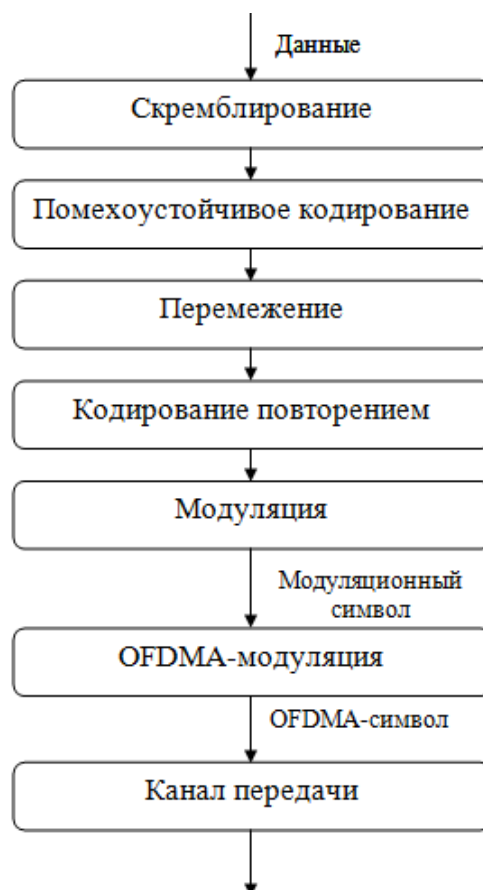 Данные
Скремблирование
Помехоустойчивое кодирование
Перемежение
Кодирование повторением
Модуляция
Модуляционный
символ
OFDMA-модуляция
OFDMA-символ
Канал передачи